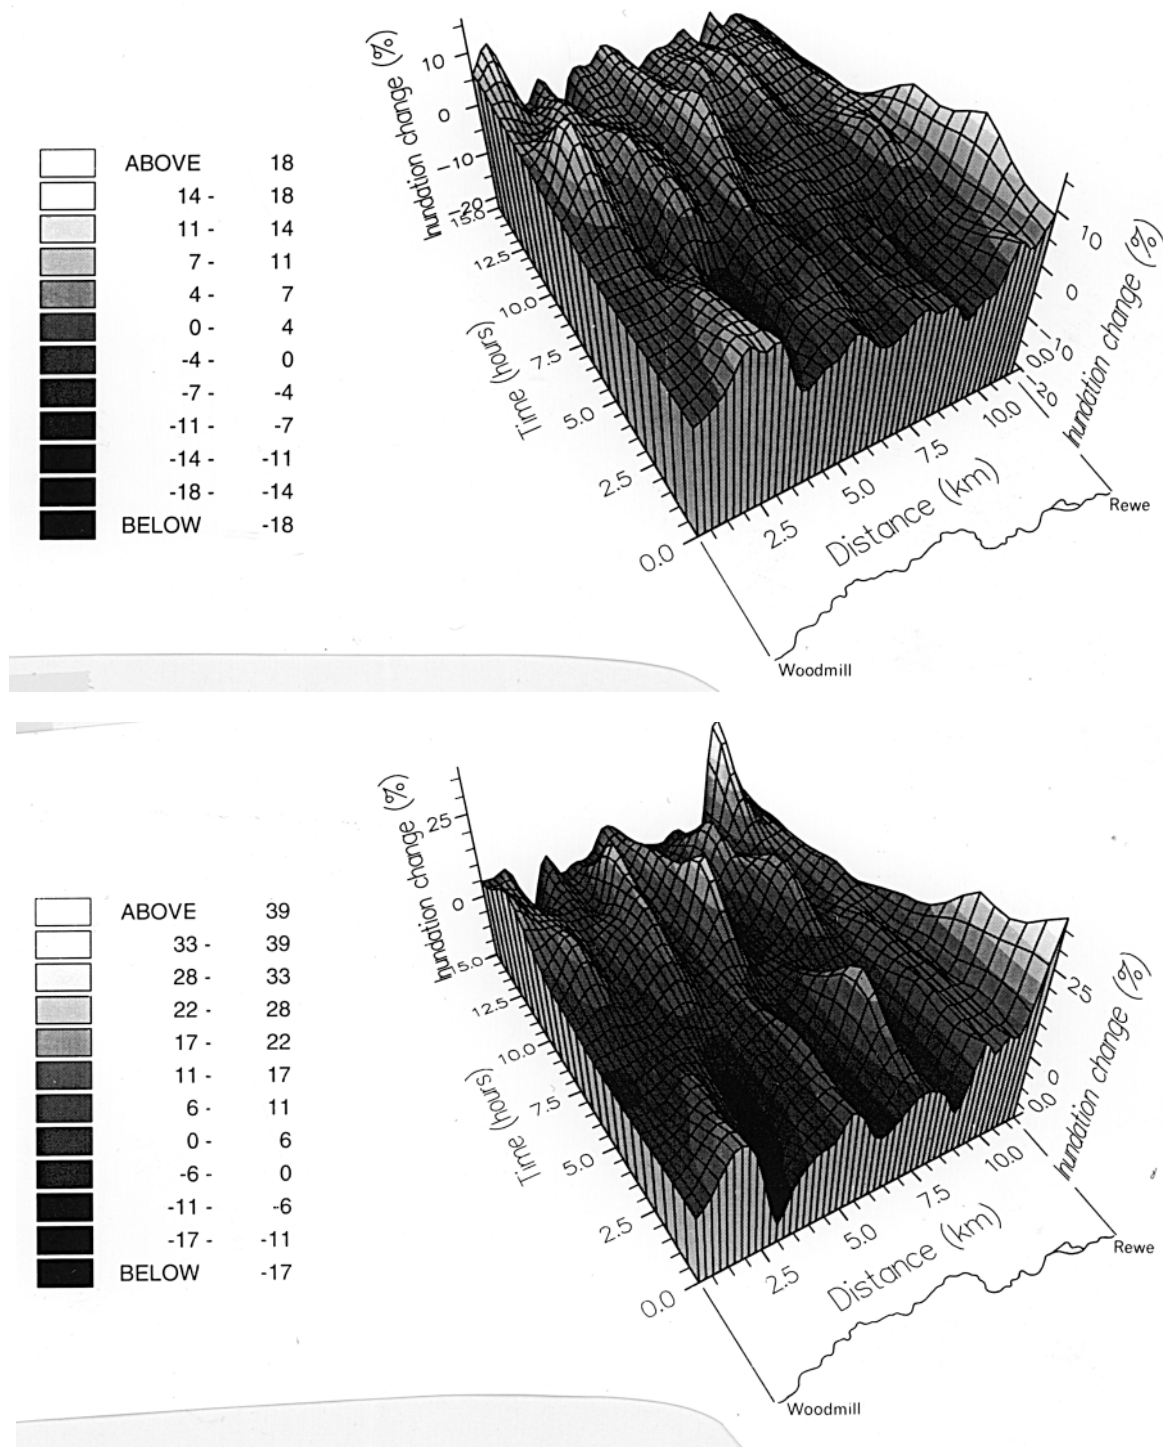 ABOVE 18
14 - 18
11 - 14
7 - 11
4 - 7
0 - 4
-4 - 0
-7 - -4
-11 - -7
-14 - -11
-18 - -14
BELOW -18
Inundation change (%)
10
0
-10
-20
15.0
12.5
10.0
7.5
5.0
2.5
0.0
Time (hours)
2.5
5.0
7.5
10.0
Distance (km)
10
0
-10
-20
0.0
Inundation change (%)
Rewe
Woodmill
ABOVE 39
33 - 39
28 - 33
22 - 28
17 - 22
11 - 17
6 - 11
0 - 6
-6 - 0
-11 - -6
-17 - -11
BELOW -17
Inundation change (%)
25
0
15.0
12.5
10.0
7.5
5.0
2.5
0.0
Time (hours)
2.5
5.0
7.5
10.0
Distance (km)
25
0
0.0
Inundation change (%)
Rewe
Woodmill